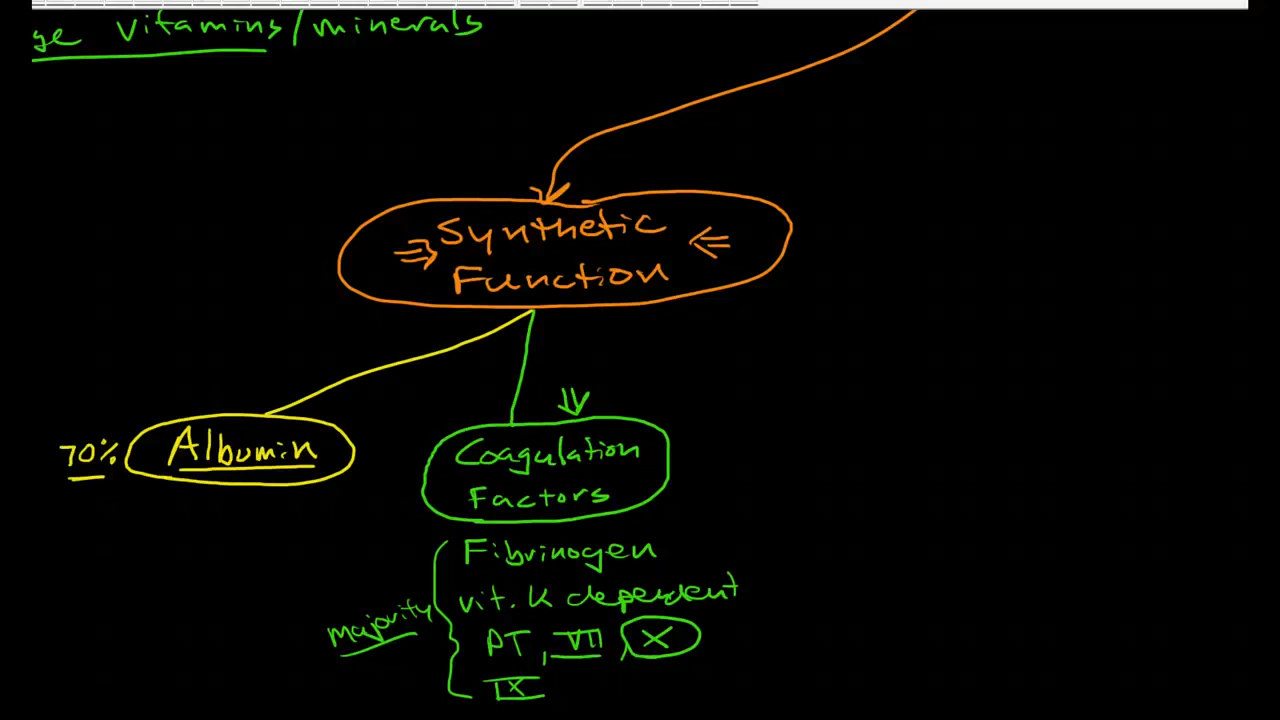 ge vitamins/minerals
⇒ Synthetic ⇐
Function
70% Albumin
Coagulation
Factors
Fibrinogen
majority
vit. K dependent
PT, VII, X
IX